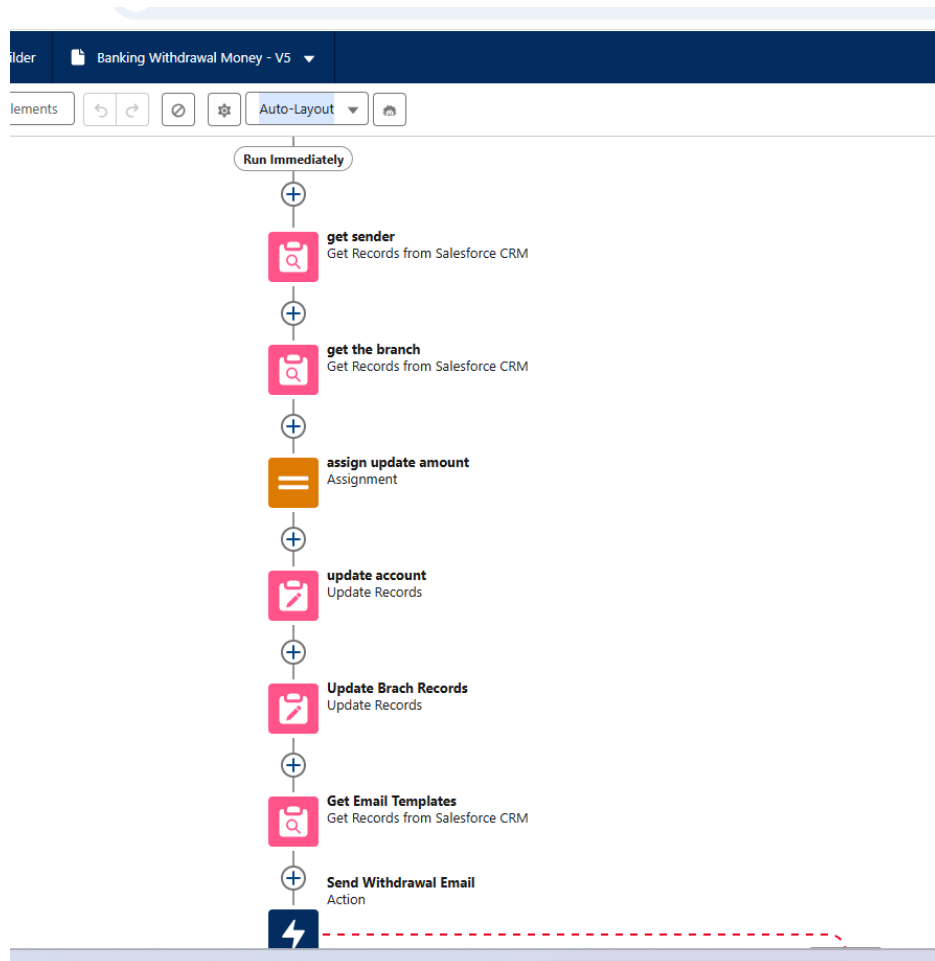 ilder
Banking Withdrawal Money - V5
lements
Auto-Layout
Run Immediately
get sender
Get Records from Salesforce CRM
get the branch
Get Records from Salesforce CRM
assign update amount
Assignment
update account
Update Records
Update Brach Records
Update Records
Get Email Templates
Get Records from Salesforce CRM
Send Withdrawal Email
Action